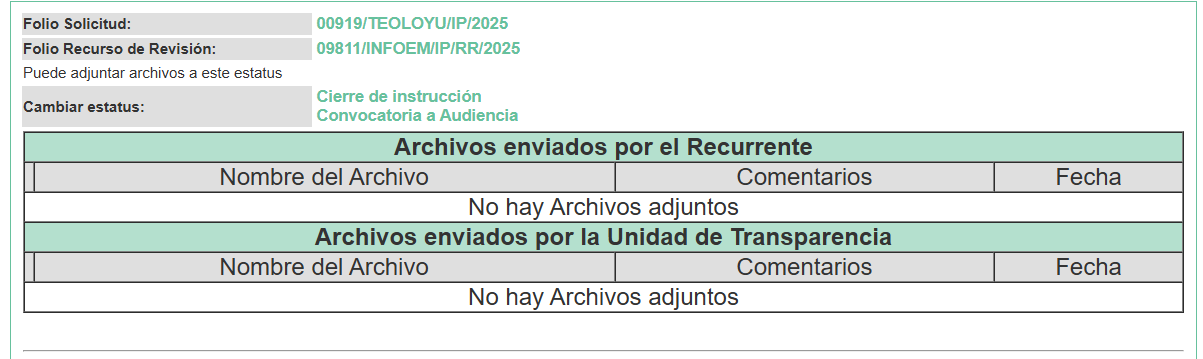 Folio Solicitud: 00919/TEOLOYU/IP/2025
Folio Recurso de Revisión: 09811/INFOEM/IP/RR/2025
Puede adjuntar archivos a este estatus
Cambiar estatus: Cierre de instrucción
Convocatoria a Audiencia
Archivos enviados por el Recurrente
Nombre del Archivo Comentarios Fecha
No hay Archivos adjuntos
Archivos enviados por la Unidad de Transparencia
Nombre del Archivo Comentarios Fecha
No hay Archivos adjuntos